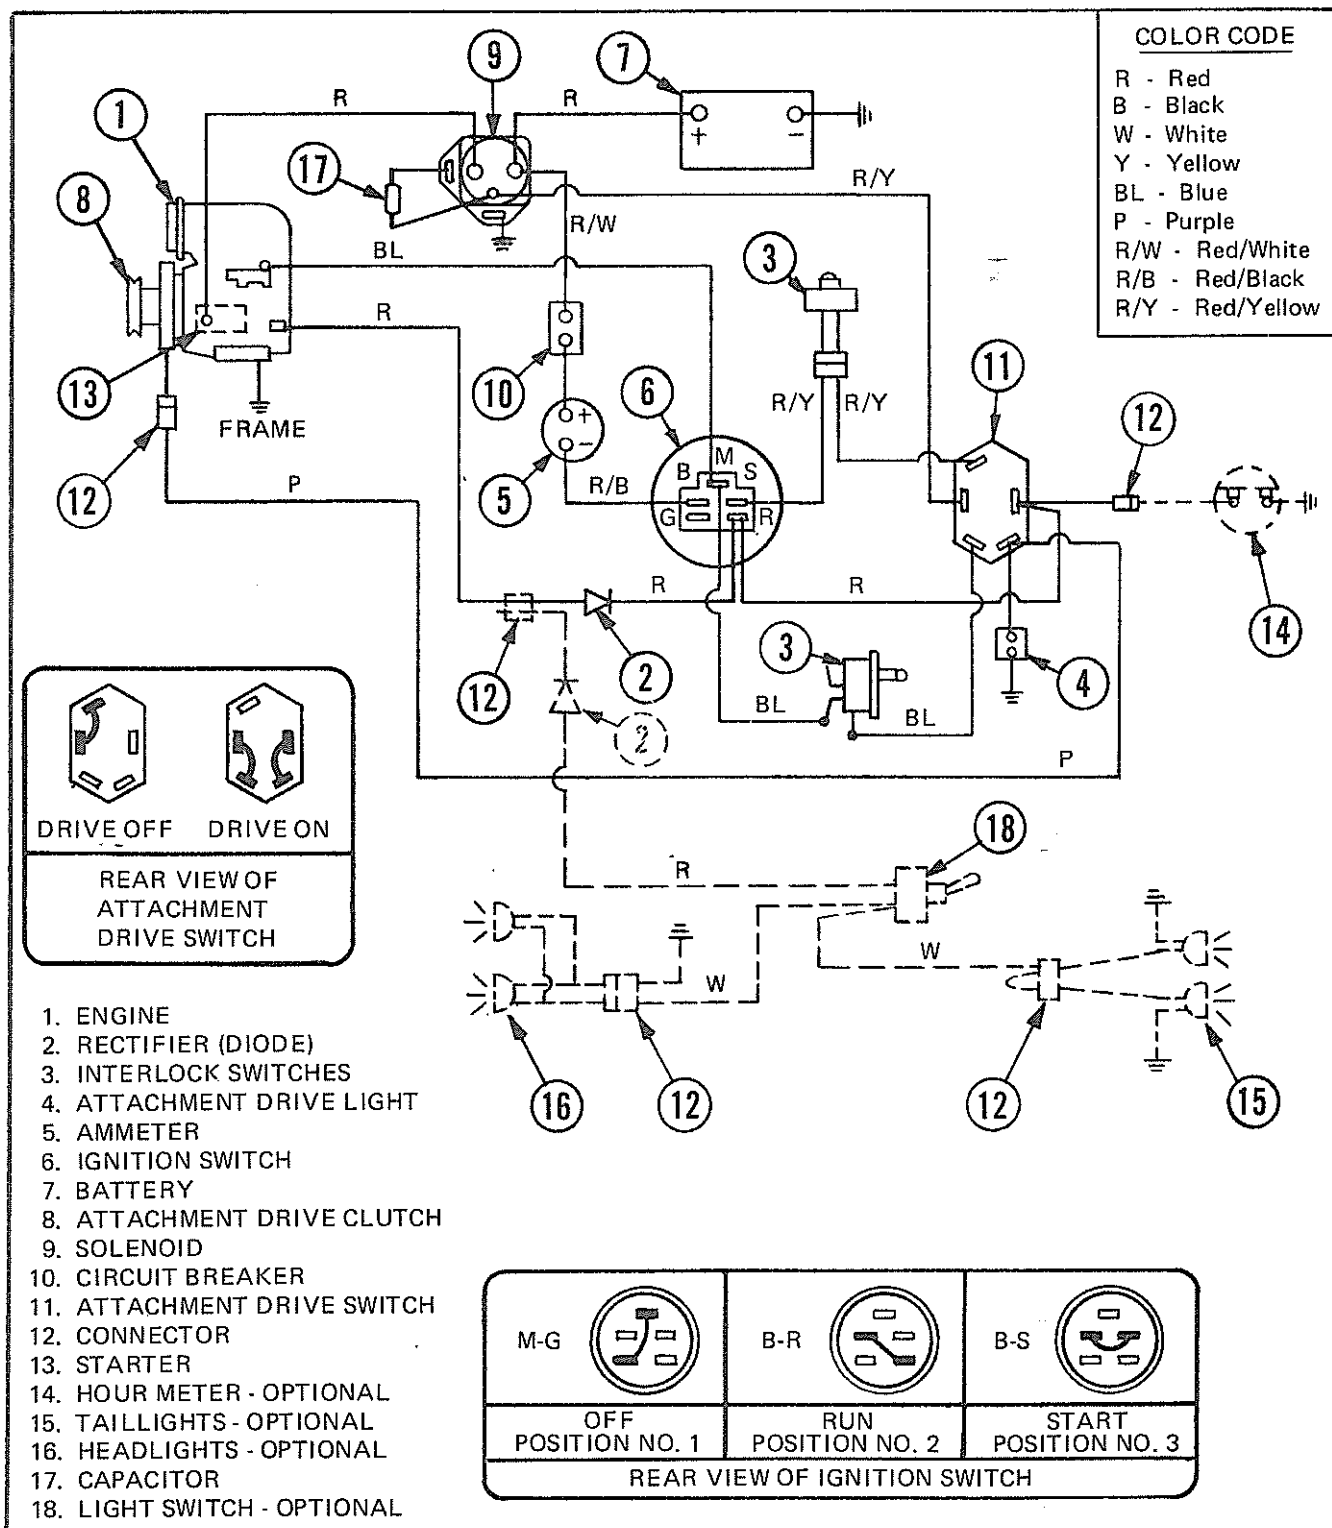 COLOR CODE
R - Red
B - Black
W - White
Y - Yellow
BL - Blue
P - Purple
R/W - Red/White
R/B - Red/Black
R/Y - Red/Yellow
9
7
R
R
1
+
-
17
8
R/Y
R/W
BL
3
R
13
10
6
11
FRAME
R/Y
R/Y
12
+
-
12
5
P
R/B
B
M
S
G
R
R
R
14
12
2
3
4
BL
BL
2
P
DRIVE OFF
DRIVE ON
REAR VIEW OF
ATTACHMENT
DRIVE SWITCH
18
R
W
W
16
12
12
15
1. ENGINE
2. RECTIFIER (DIODE)
3. INTERLOCK SWITCHES
4. ATTACHMENT DRIVE LIGHT
5. AMMETER
6. IGNITION SWITCH
7. BATTERY
8. ATTACHMENT DRIVE CLUTCH
9. SOLENOID
10. CIRCUIT BREAKER
11. ATTACHMENT DRIVE SWITCH
12. CONNECTOR
13. STARTER
14. HOUR METER - OPTIONAL
15. TAILLIGHTS - OPTIONAL
16. HEADLIGHTS - OPTIONAL
17. CAPACITOR
18. LIGHT SWITCH - OPTIONAL
M-G
B-R
B-S
OFF
POSITION NO. 1
RUN
POSITION NO. 2
START
POSITION NO. 3
REAR VIEW OF IGNITION SWITCH